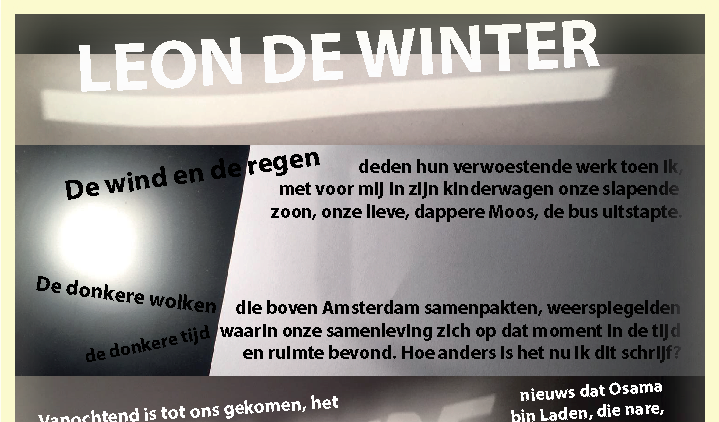 LEON DE WINTER
De wind en de regen deden hun verwoestende werk toen ik,
met voor mij in zijn kinderwagen onze slapende
zoon, onze lieve, dappere Moos, de bus uitstapte.
De donkere wolken die boven Amsterdam samenpakten, weerspiegelden
de donkere tijd waarin onze samenleving zich op dat moment in de tijd
en ruimte bevond. Hoe anders is het nu ik dit schrijf?
Vanochtend is tot ons gekomen, het
nieuws dat Osama
bin Laden, die nare,